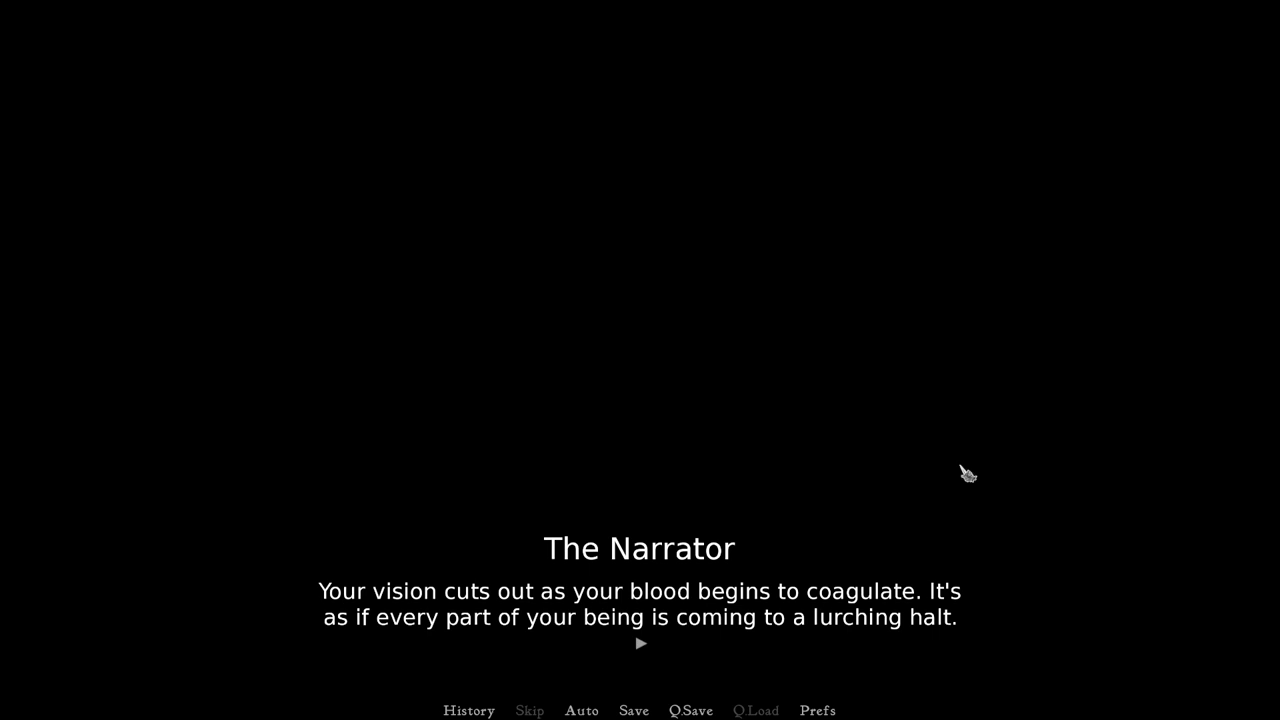 The Narrator
Your vision cuts out as your blood begins to coagulate. It's
as if every part of your being is coming to a lurching halt.
History Skip Auto Save Q.Save Q.Load Prefs